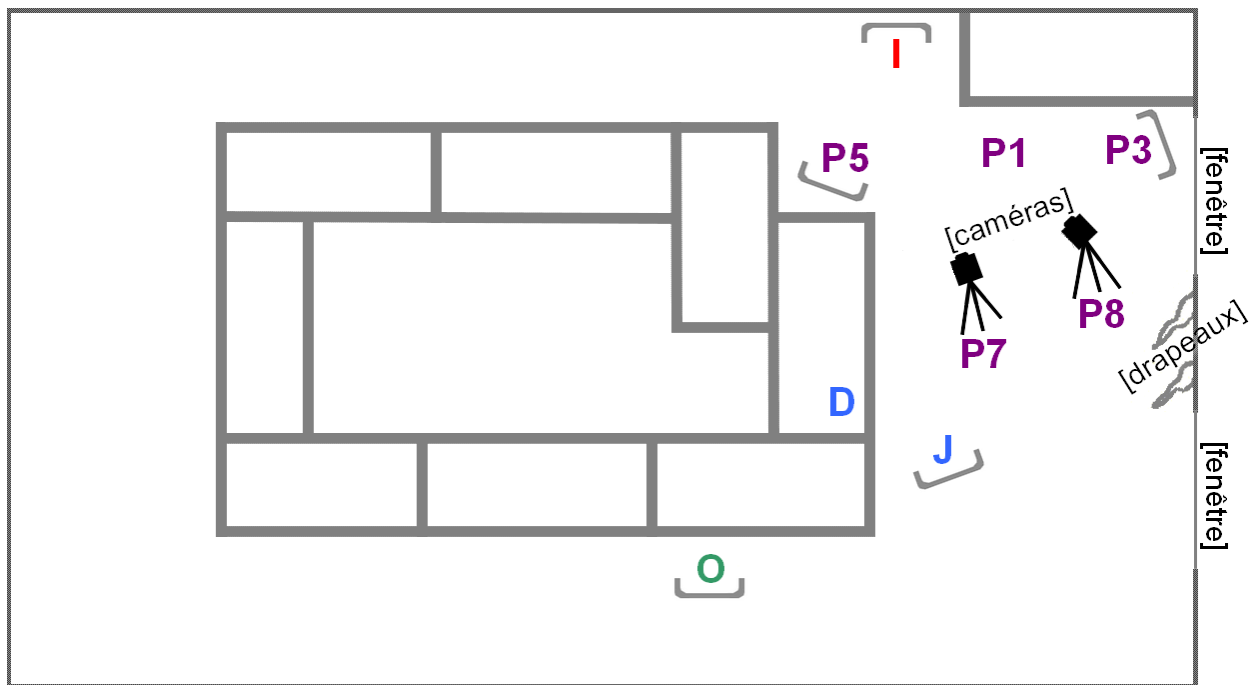 I
P5
P1
P3
[fenêtre]
[caméras]
P8
P7
[drapeaux]
D
J
[fenêtre]
O